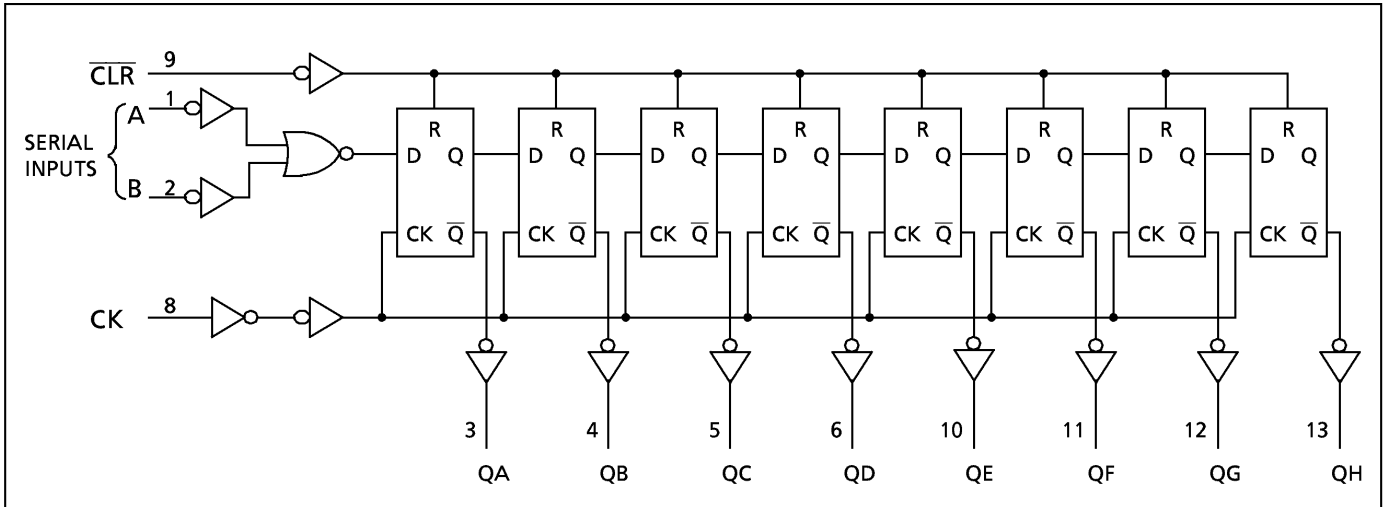 C̅L̅R̅ 9
1
A
SERIAL
INPUTS
B 2
R R R R R R R R
D Q D Q D Q D Q D Q D Q D Q D Q
CK Q̅ CK Q̅ CK Q̅ CK Q̅ CK Q̅ CK Q̅ CK Q̅ CK Q̅
CK 8
3 4 5 6 10 11 12 13
QA QB QC QD QE QF QG QH